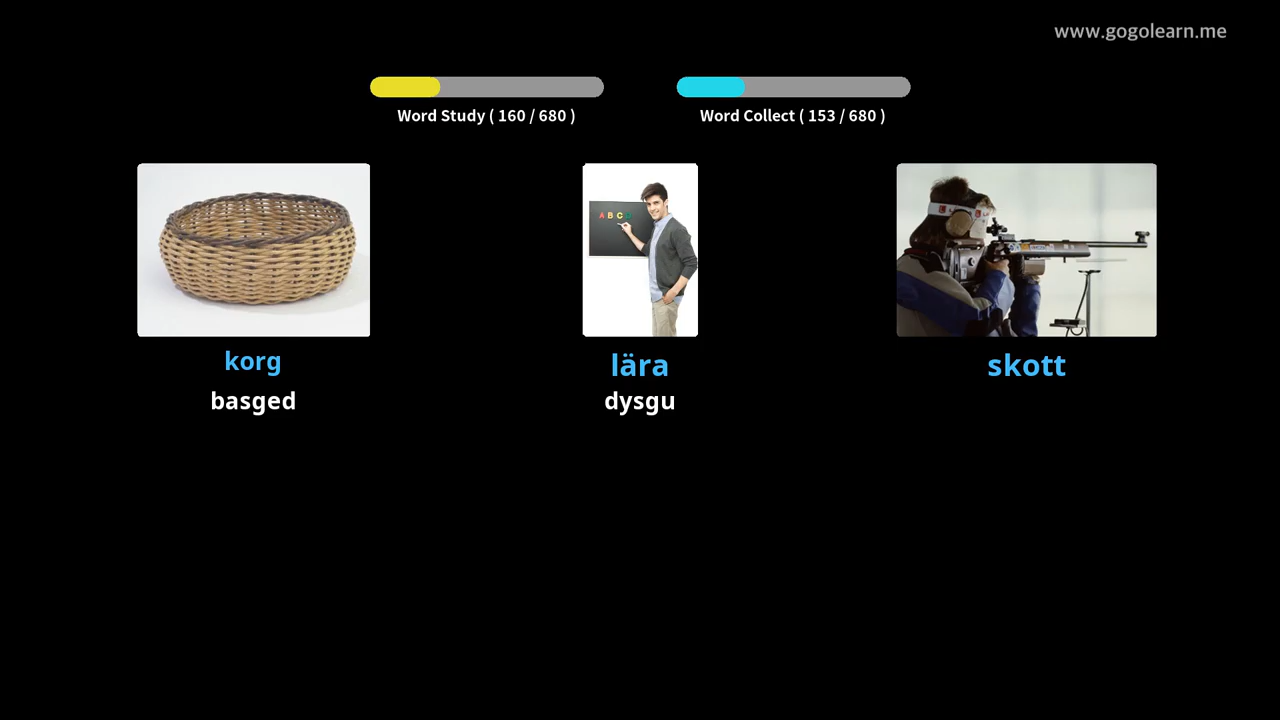 www.gogolearn.me
Word Study ( 160 / 680 )
Word Collect ( 153 / 680 )
A B C
korg
lära
skott
basged
dysgu